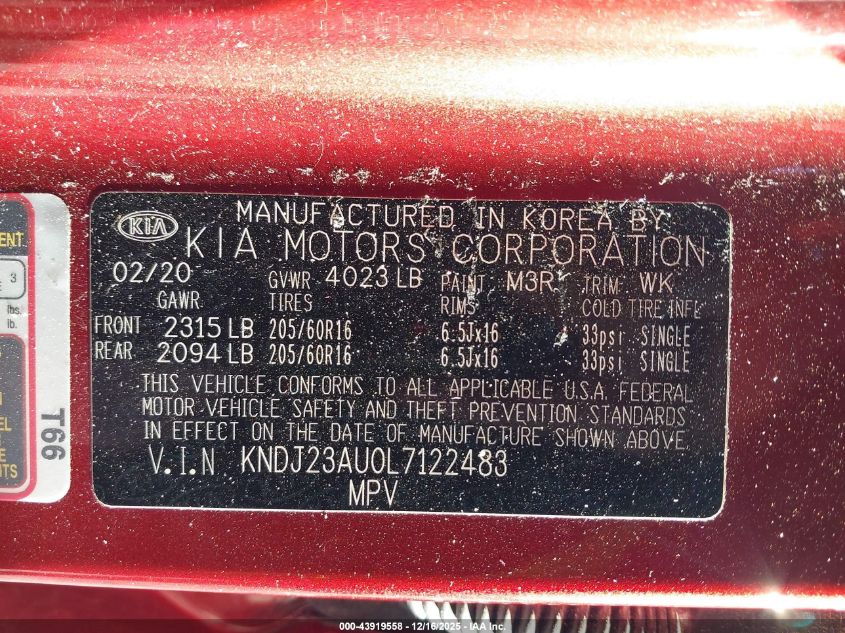 KIA
MANUFACTURED IN KOREA BY
KIA MOTORS CORPORATION
02/20 GVWR 4023 LB PAINT M3R TRIM WK
GAWR TIRES RIMS COLD TIRE INFL
FRONT 2315 LB 205/60R16 6.5Jx16 33psi SINGLE
REAR 2094 LB 205/60R16 6.5Jx16 33psi SINGLE
THIS VEHICLE CONFORMS TO ALL APPLICABLE U.S.A. FEDERAL
MOTOR VEHICLE SAFETY AND THEFT PREVENTION STANDARDS
IN EFFECT ON THE DATE OF MANUFACTURE SHOWN ABOVE.
V.I.N KNDJ23AU0L7122483
MPV
3
lbs.
lb.
T66
000-43919558 - 12/16/2025 - IAA Inc.